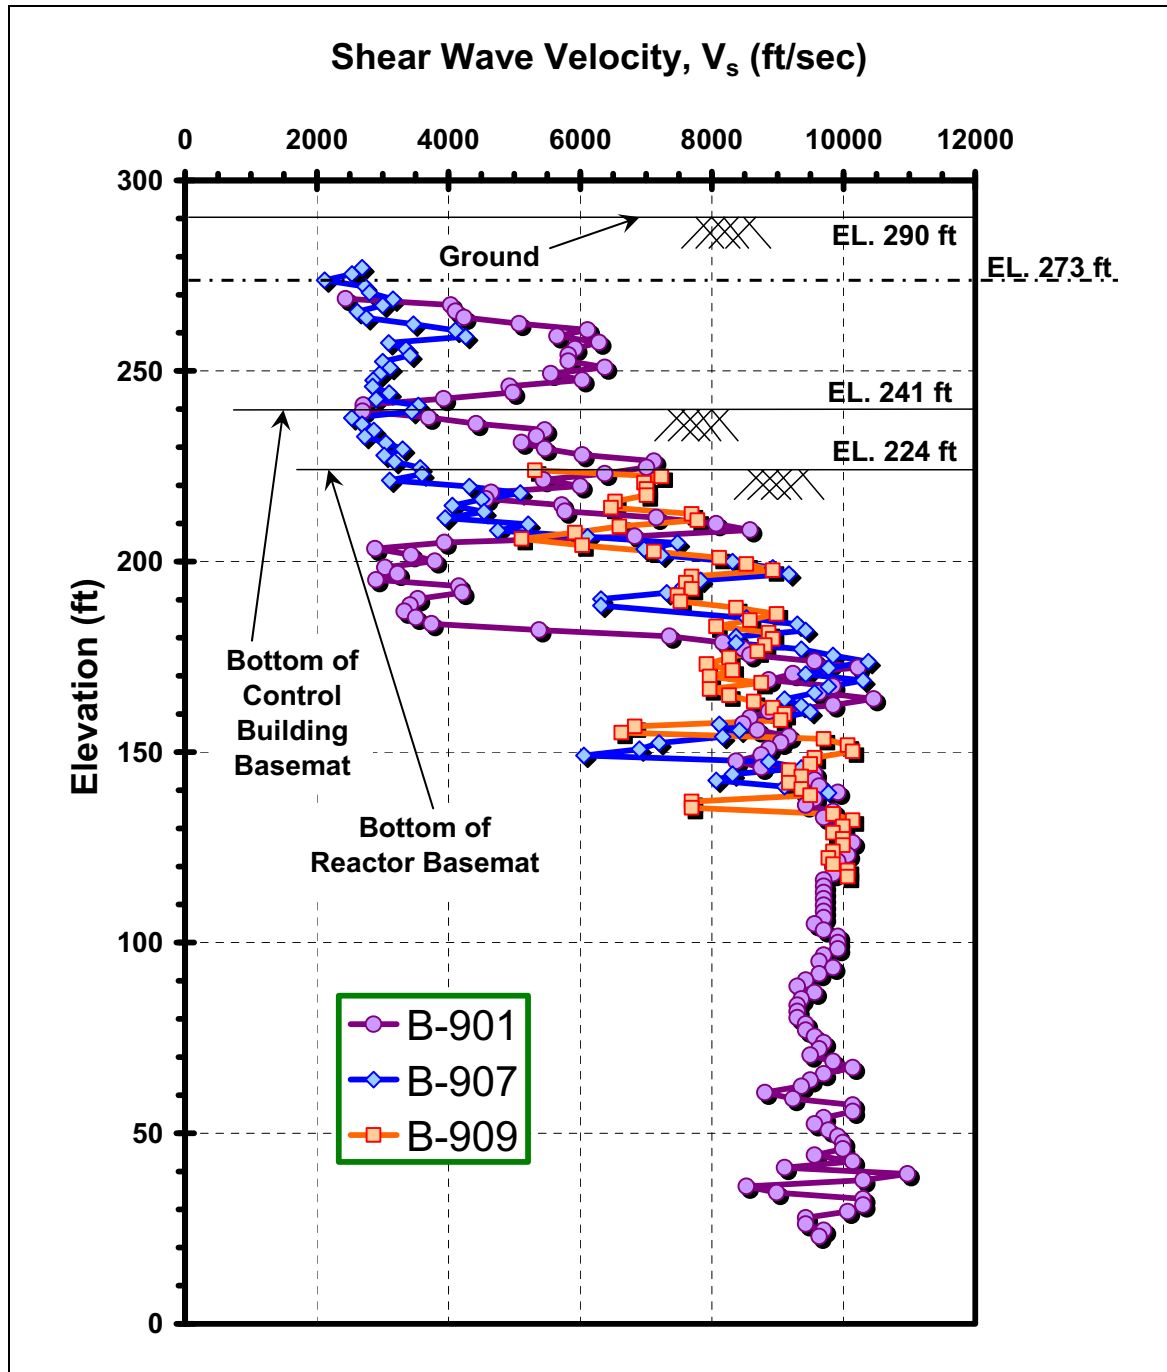 Shear Wave Velocity, Vs (ft/sec)
0 2000 4000 6000 8000 10000 12000
300
Ground
EL. 290 ft
EL. 273 ft
250
EL. 241 ft
EL. 224 ft
200
Elevation (ft)
Bottom of
Control
Building
Basemat
150
Bottom of
Reactor Basemat
100
B-901
B-907
B-909
50
0